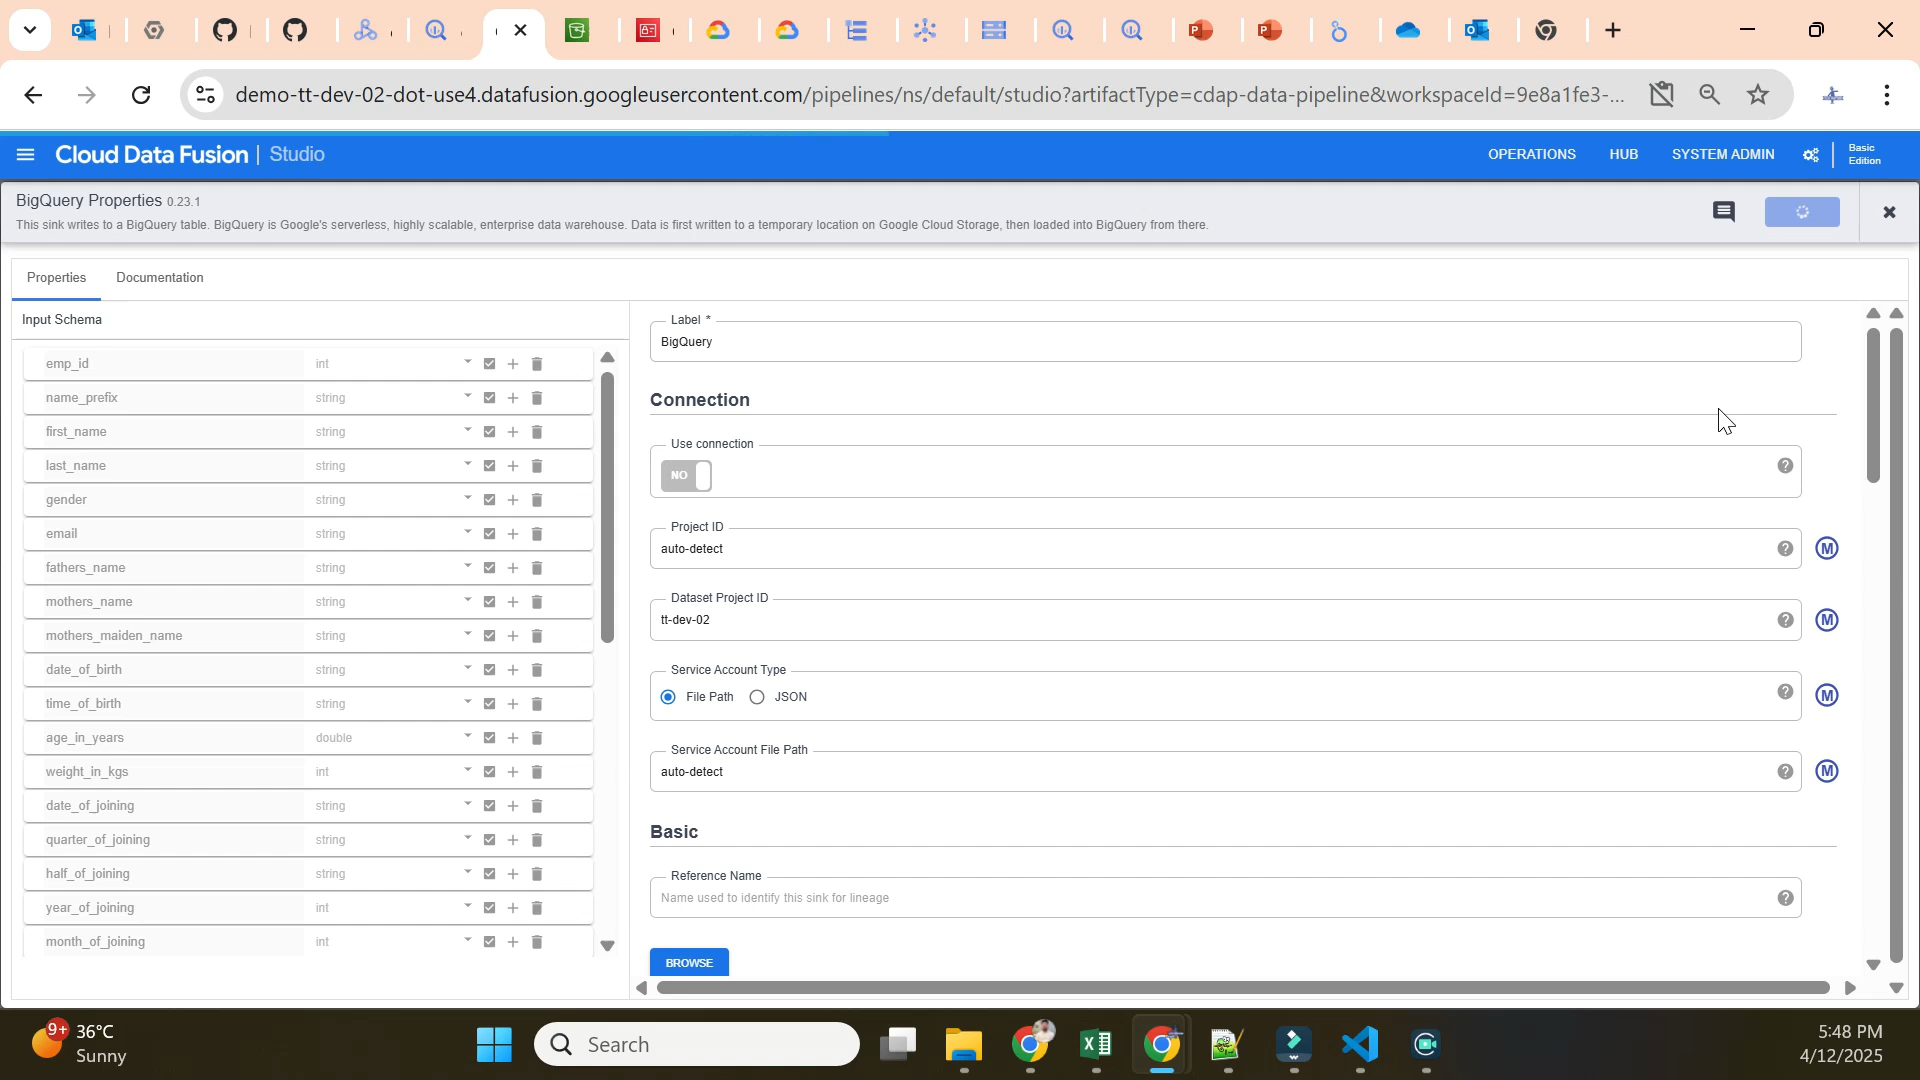 demo-tt-dev-02-dot-use4.datafusion.googleusercontent.com/pipelines/ns/default/studio?artifactType=cdap-data-pipeline&workspaceId=9e8a1fe3-...
Cloud Data Fusion | Studio
OPERATIONS
HUB
SYSTEM ADMIN
Basic
Edition
BigQuery Properties 0.23.1
This sink writes to a BigQuery table. BigQuery is Google's serverless, highly scalable, enterprise data warehouse. Data is first written to a temporary location on Google Cloud Storage, then loaded into BigQuery from there.
Properties
Documentation
Input Schema
emp_id int
name_prefix string
first_name string
last_name string
gender string
email string
fathers_name string
mothers_name string
mothers_maiden_name string
date_of_birth string
time_of_birth string
age_in_years double
weight_in_kgs int
date_of_joining string
quarter_of_joining string
half_of_joining string
year_of_joining int
month_of_joining int
Label *
BigQuery
Connection
Use connection
NO
Project ID
auto-detect
M
Dataset Project ID
tt-dev-02
M
Service Account Type
File Path
JSON
M
Service Account File Path
auto-detect
M
Basic
Reference Name
Name used to identify this sink for lineage
BROWSE
9+
36°C
Sunny
Search
5:48 PM
4/12/2025